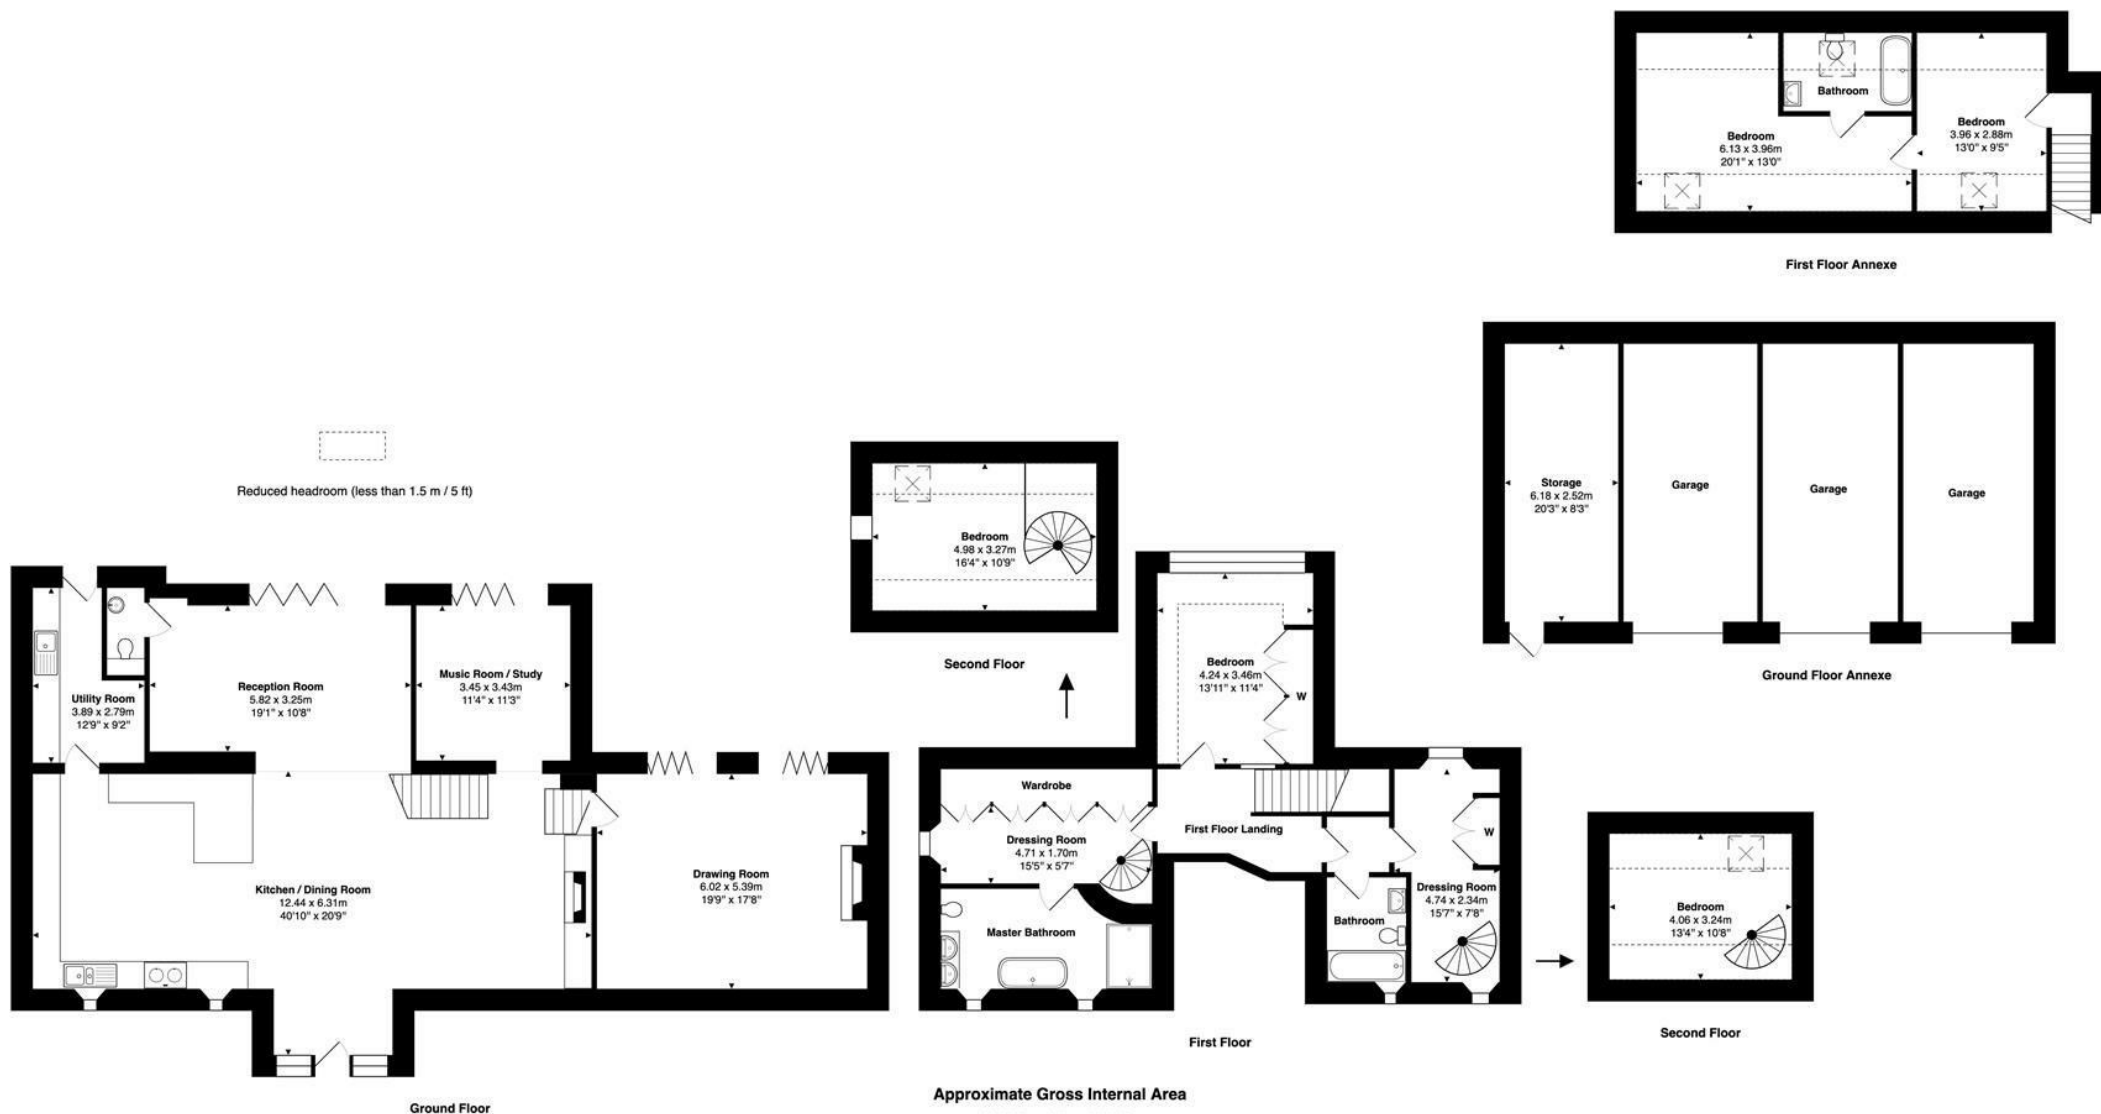 Bathroom
Bedroom
3.96 x 2.88m
13'0" x 9'5"
Bedroom
6.13 x 3.96m
20'1" x 13'0"
First Floor Annexe
Storage
6.18 x 2.52m
20'3" x 8'3"
Garage
Garage
Garage
Ground Floor Annexe
Reduced headroom (less than 1.5 m / 5 ft)
Bedroom
4.98 x 3.27m
16'4" x 10'9"
Second Floor
Utility Room
3.89 x 2.79m
12'9" x 9'2"
Reception Room
5.82 x 3.25m
19'1" x 10'8"
Music Room / Study
3.45 x 3.43m
11'4" x 11'3"
Kitchen / Dining Room
12.44 x 6.31m
40'10" x 20'9"
Drawing Room
6.02 x 5.39m
19'9" x 17'8"
Ground Floor
Bedroom
4.24 x 3.46m
13'11" x 11'4"
W
Wardrobe
Dressing Room
4.71 x 1.70m
15'5" x 5'7"
First Floor Landing
W
Master Bathroom
Bathroom
Dressing Room
4.74 x 2.34m
15'7" x 7'8"
First Floor
Bedroom
4.06 x 3.24m
13'4" x 10'8"
Second Floor
Approximate Gross Internal Area